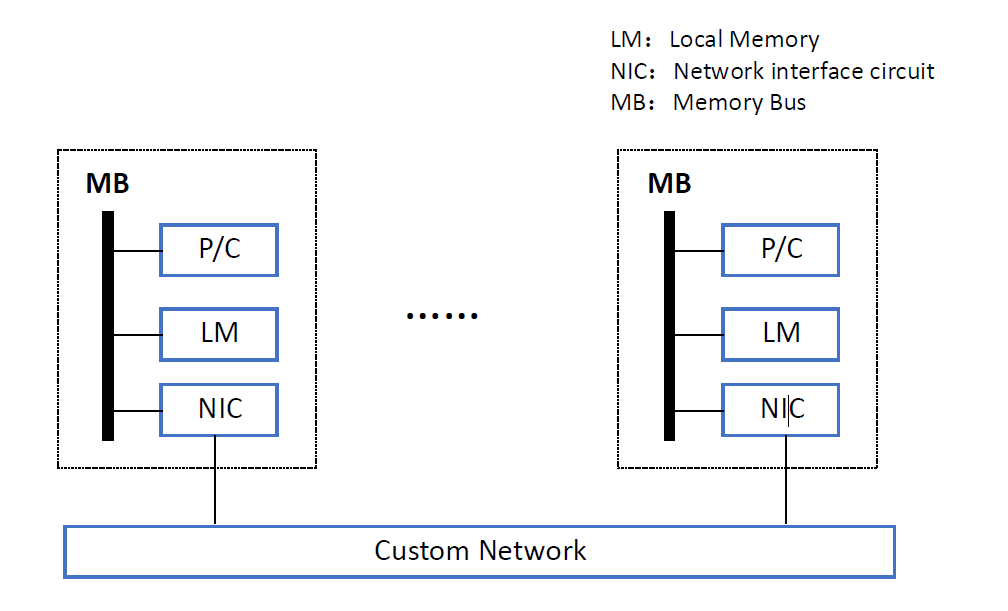 LM：Local Memory
NIC：Network interface circuit
MB：Memory Bus
MB
P/C
LM
NIC
......
MB
P/C
LM
NIC
Custom Network